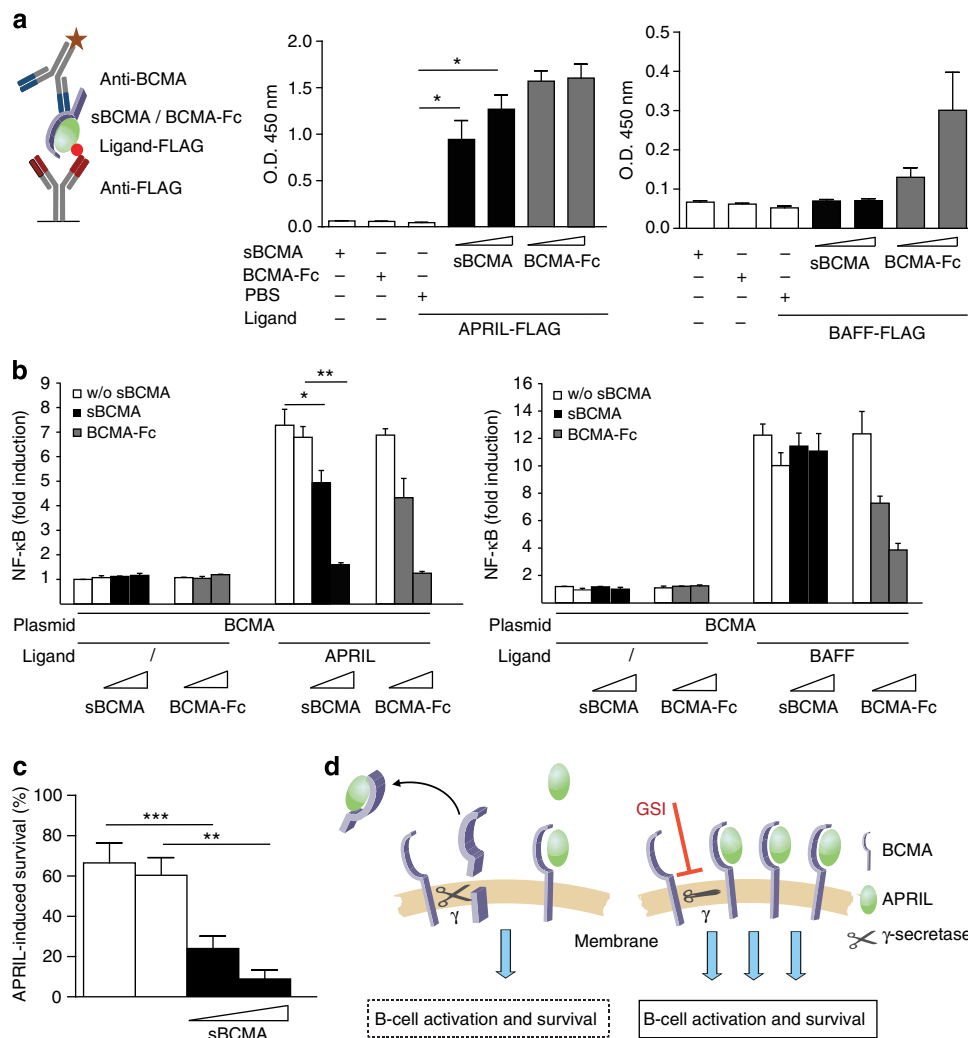 a
Anti-BCMA
sBCMA / BCMA-Fc
Ligand-FLAG
Anti-FLAG
O.D. 450 nm
2.0
1.5
1.0
0.5
0.0
*
*
sBCMA + – –
BCMA-Fc – + –
PBS – – +
Ligand – – –
sBCMA BCMA-Fc
APRIL-FLAG
O.D. 450 nm
0.5
0.4
0.3
0.2
0.1
0.0
+ – –
– + –
– – +
– – –
sBCMA BCMA-Fc
BAFF-FLAG
b
NF-κB (fold induction)
9
8
7
6
5
4
3
2
1
w/o sBCMA
sBCMA
BCMA-Fc
**
*
Plasmid BCMA
Ligand / APRIL
sBCMA BCMA-Fc sBCMA BCMA-Fc
NF-κB (fold induction)
16
14
12
10
8
6
4
2
w/o sBCMA
sBCMA
BCMA-Fc
Plasmid BCMA
Ligand / BAFF
sBCMA BCMA-Fc sBCMA BCMA-Fc
c
APRIL-induced survival (%)
100
80
60
40
20
0
***
**
sBCMA
d
GSI
γ
γ
Membrane
BCMA
APRIL
γ-secretase
B-cell activation and survival
B-cell activation and survival